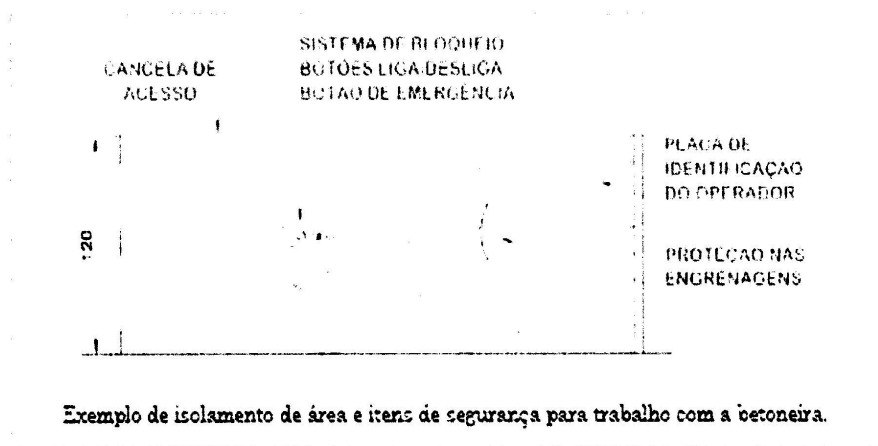 CANCELA DE
ACESSO
SISTEMA DE BLOQUEIO
BOTÕES LIGA/DESLIGA
BOTÃO DE EMERGÊNCIA
PLACA DE
IDENTIFICAÇÃO
DO OPERADOR
120
PROTEÇÃO NAS
ENGRENAGENS
Exemplo de isolamento de área e itens de segurança para trabalho com a betoneira.